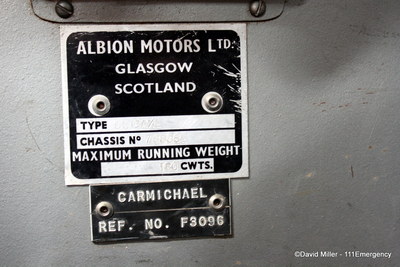 ALBION MOTORS LTD.
GLASGOW
SCOTLAND
TYPE
CHASSIS No
MAXIMUM RUNNING WEIGHT
CWTS.
CARMICHAEL
REF. NO. F3096
©David Miller - 111Emergency